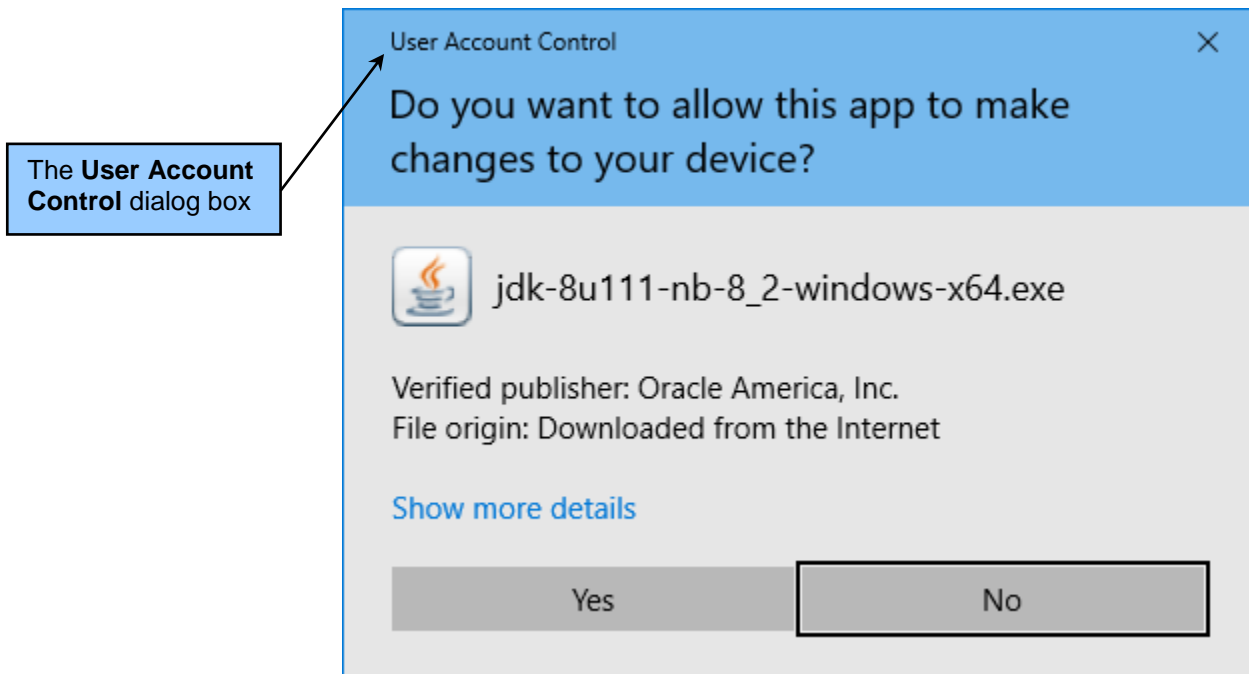 User Account Control
Do you want to allow this app to make
changes to your device?
The User Account
Control dialog box
jdk-8u111-nb-8_2-windows-x64.exe
Verified publisher: Oracle America, Inc.
File origin: Downloaded from the Internet
Show more details
Yes
No